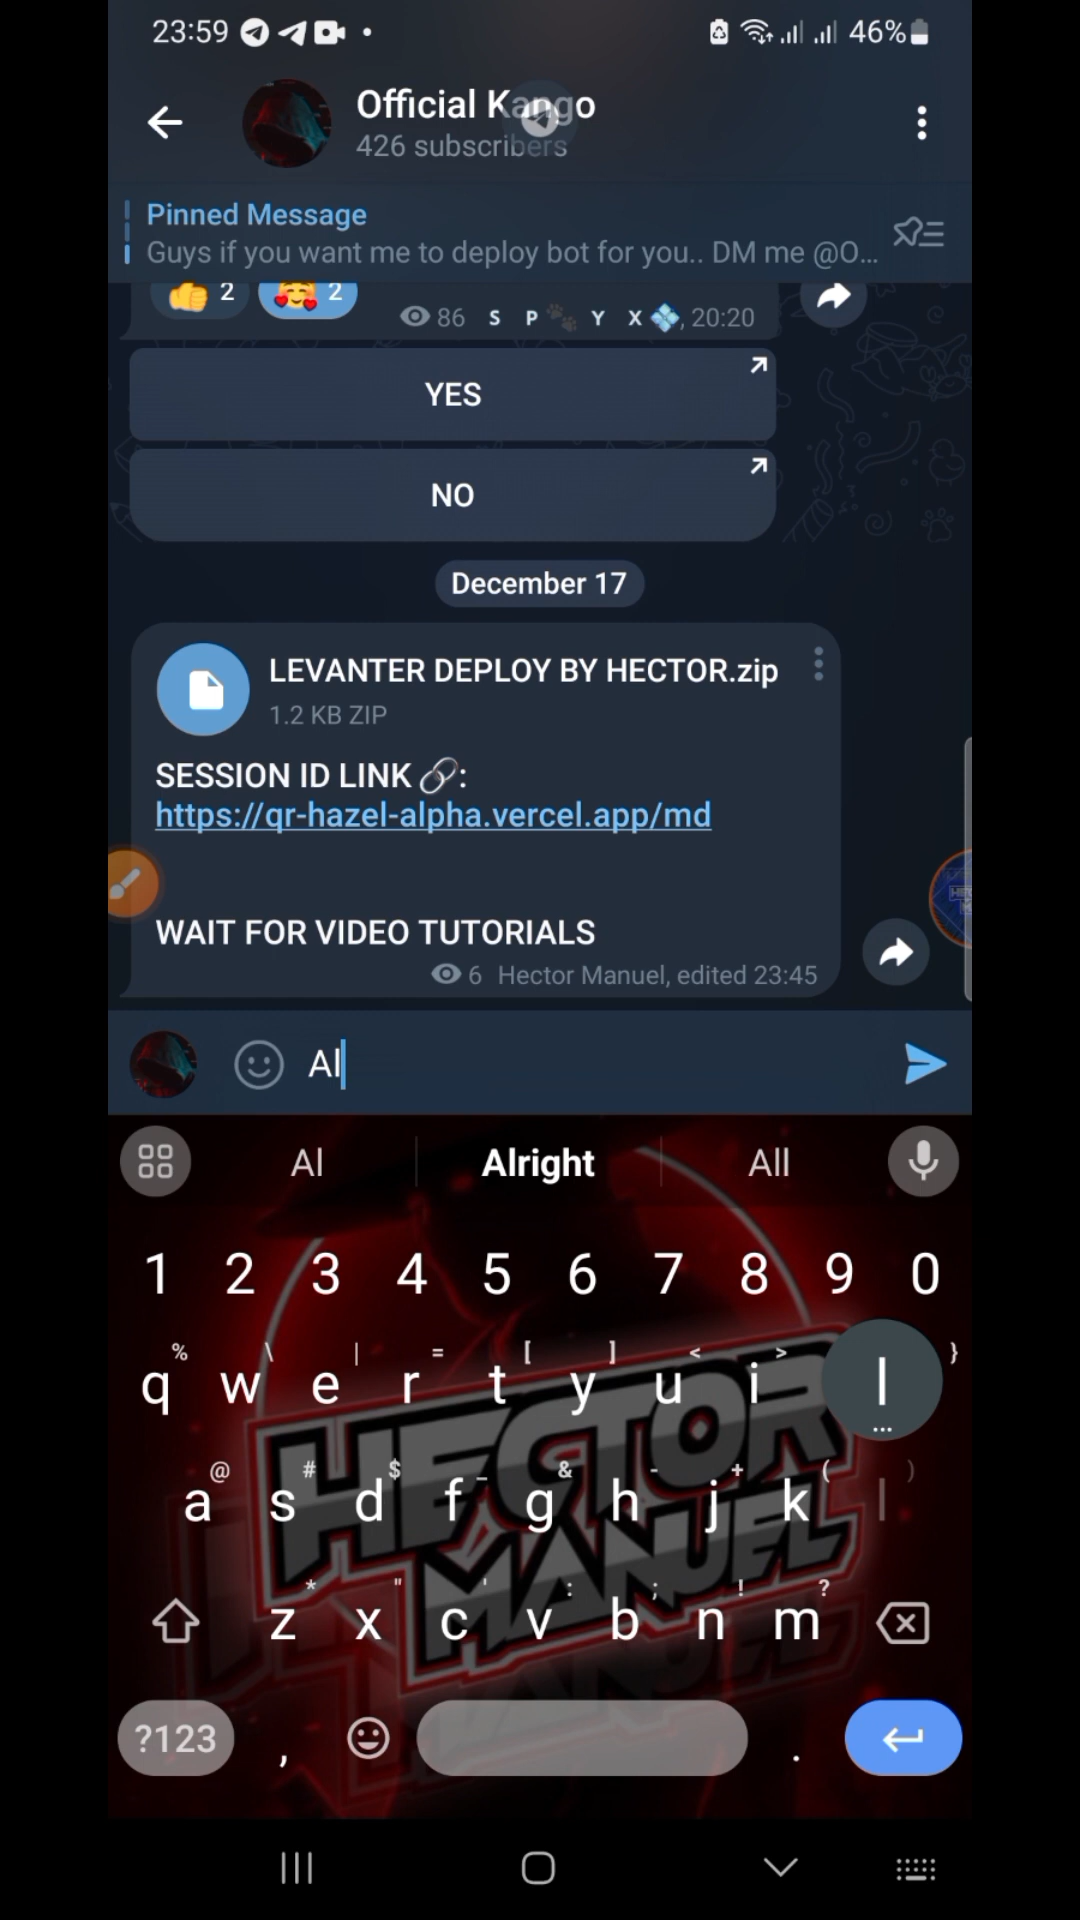 23:59
46%
Official Kango
426 subscribers
Pinned Message
Guys if you want me to deploy bot for you.. DM me @O...
👍 2 🥰 2
86 S P🐾 Y X💠, 20:20
YES
NO
December 17
LEVANTER DEPLOY BY HECTOR.zip
1.2 KB ZIP
SESSION ID LINK 🔗:
https://qr-hazel-alpha.vercel.app/md
WAIT FOR VIDEO TUTORIALS
6 Hector Manuel, edited 23:45
Al
Al Alright All
1 2 3 4 5 6 7 8 9 0
% \ | = [ ] < > }
q w e r t y u i l
...
@ # $ _ & - + ( )
a s d f g h j k l
* " ' : ; ! ?
z x c v b n m
?123 , .
HECTOR
MANUEL